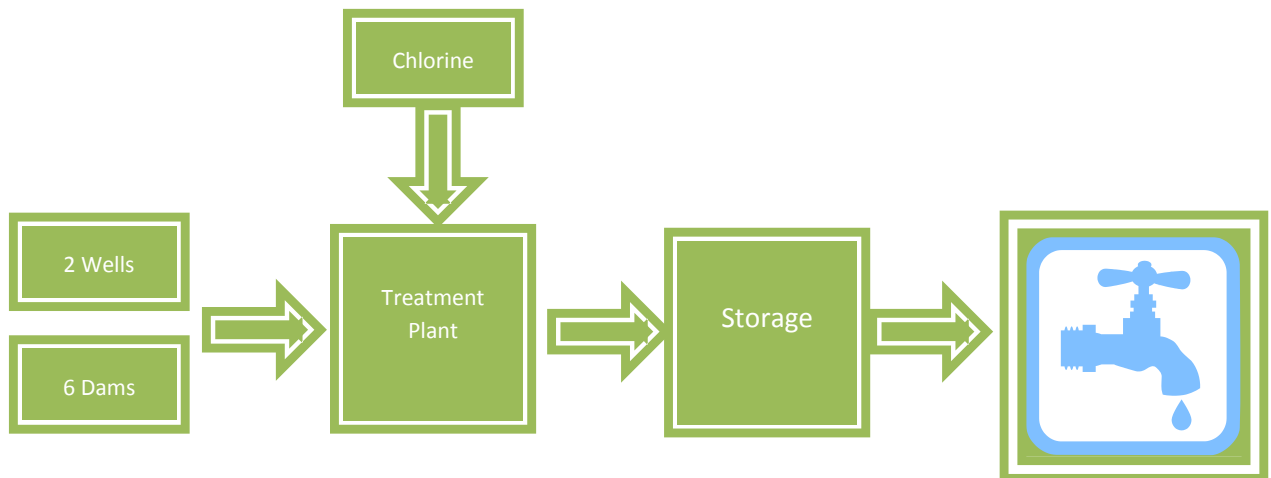 Chlorine
2 Wells
6 Dams
Treatment
Plant
Storage